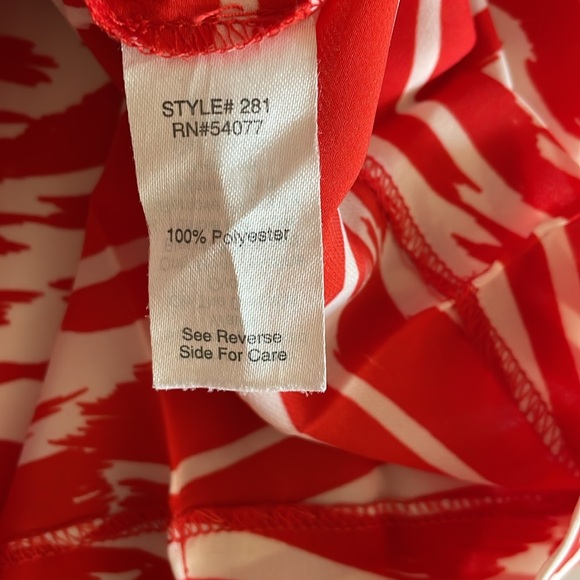 STYLE# 281
RN#54077
100% Polyester
See Reverse
Side For Care